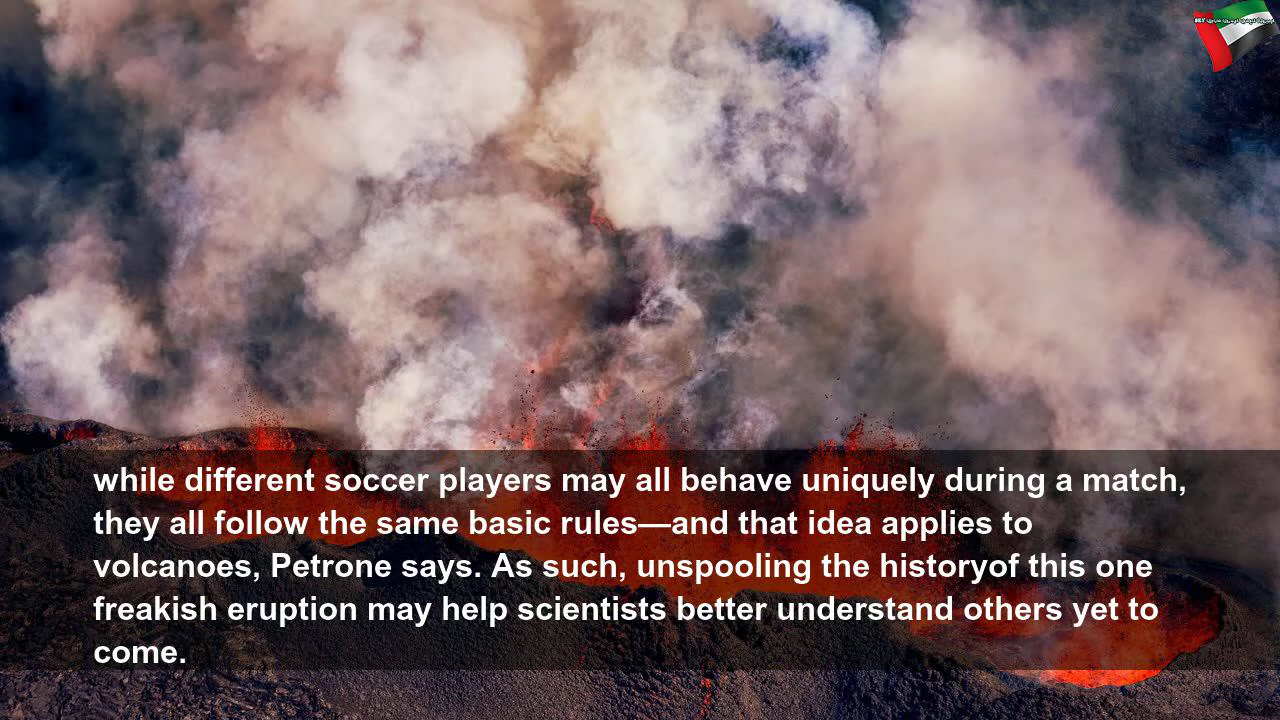 while different soccer players may all behave uniquely during a match,
they all follow the same basic rules—and that idea applies to
volcanoes, Petrone says. As such, unspooling the historyof this one
freakish eruption may help scientists better understand others yet to
come.